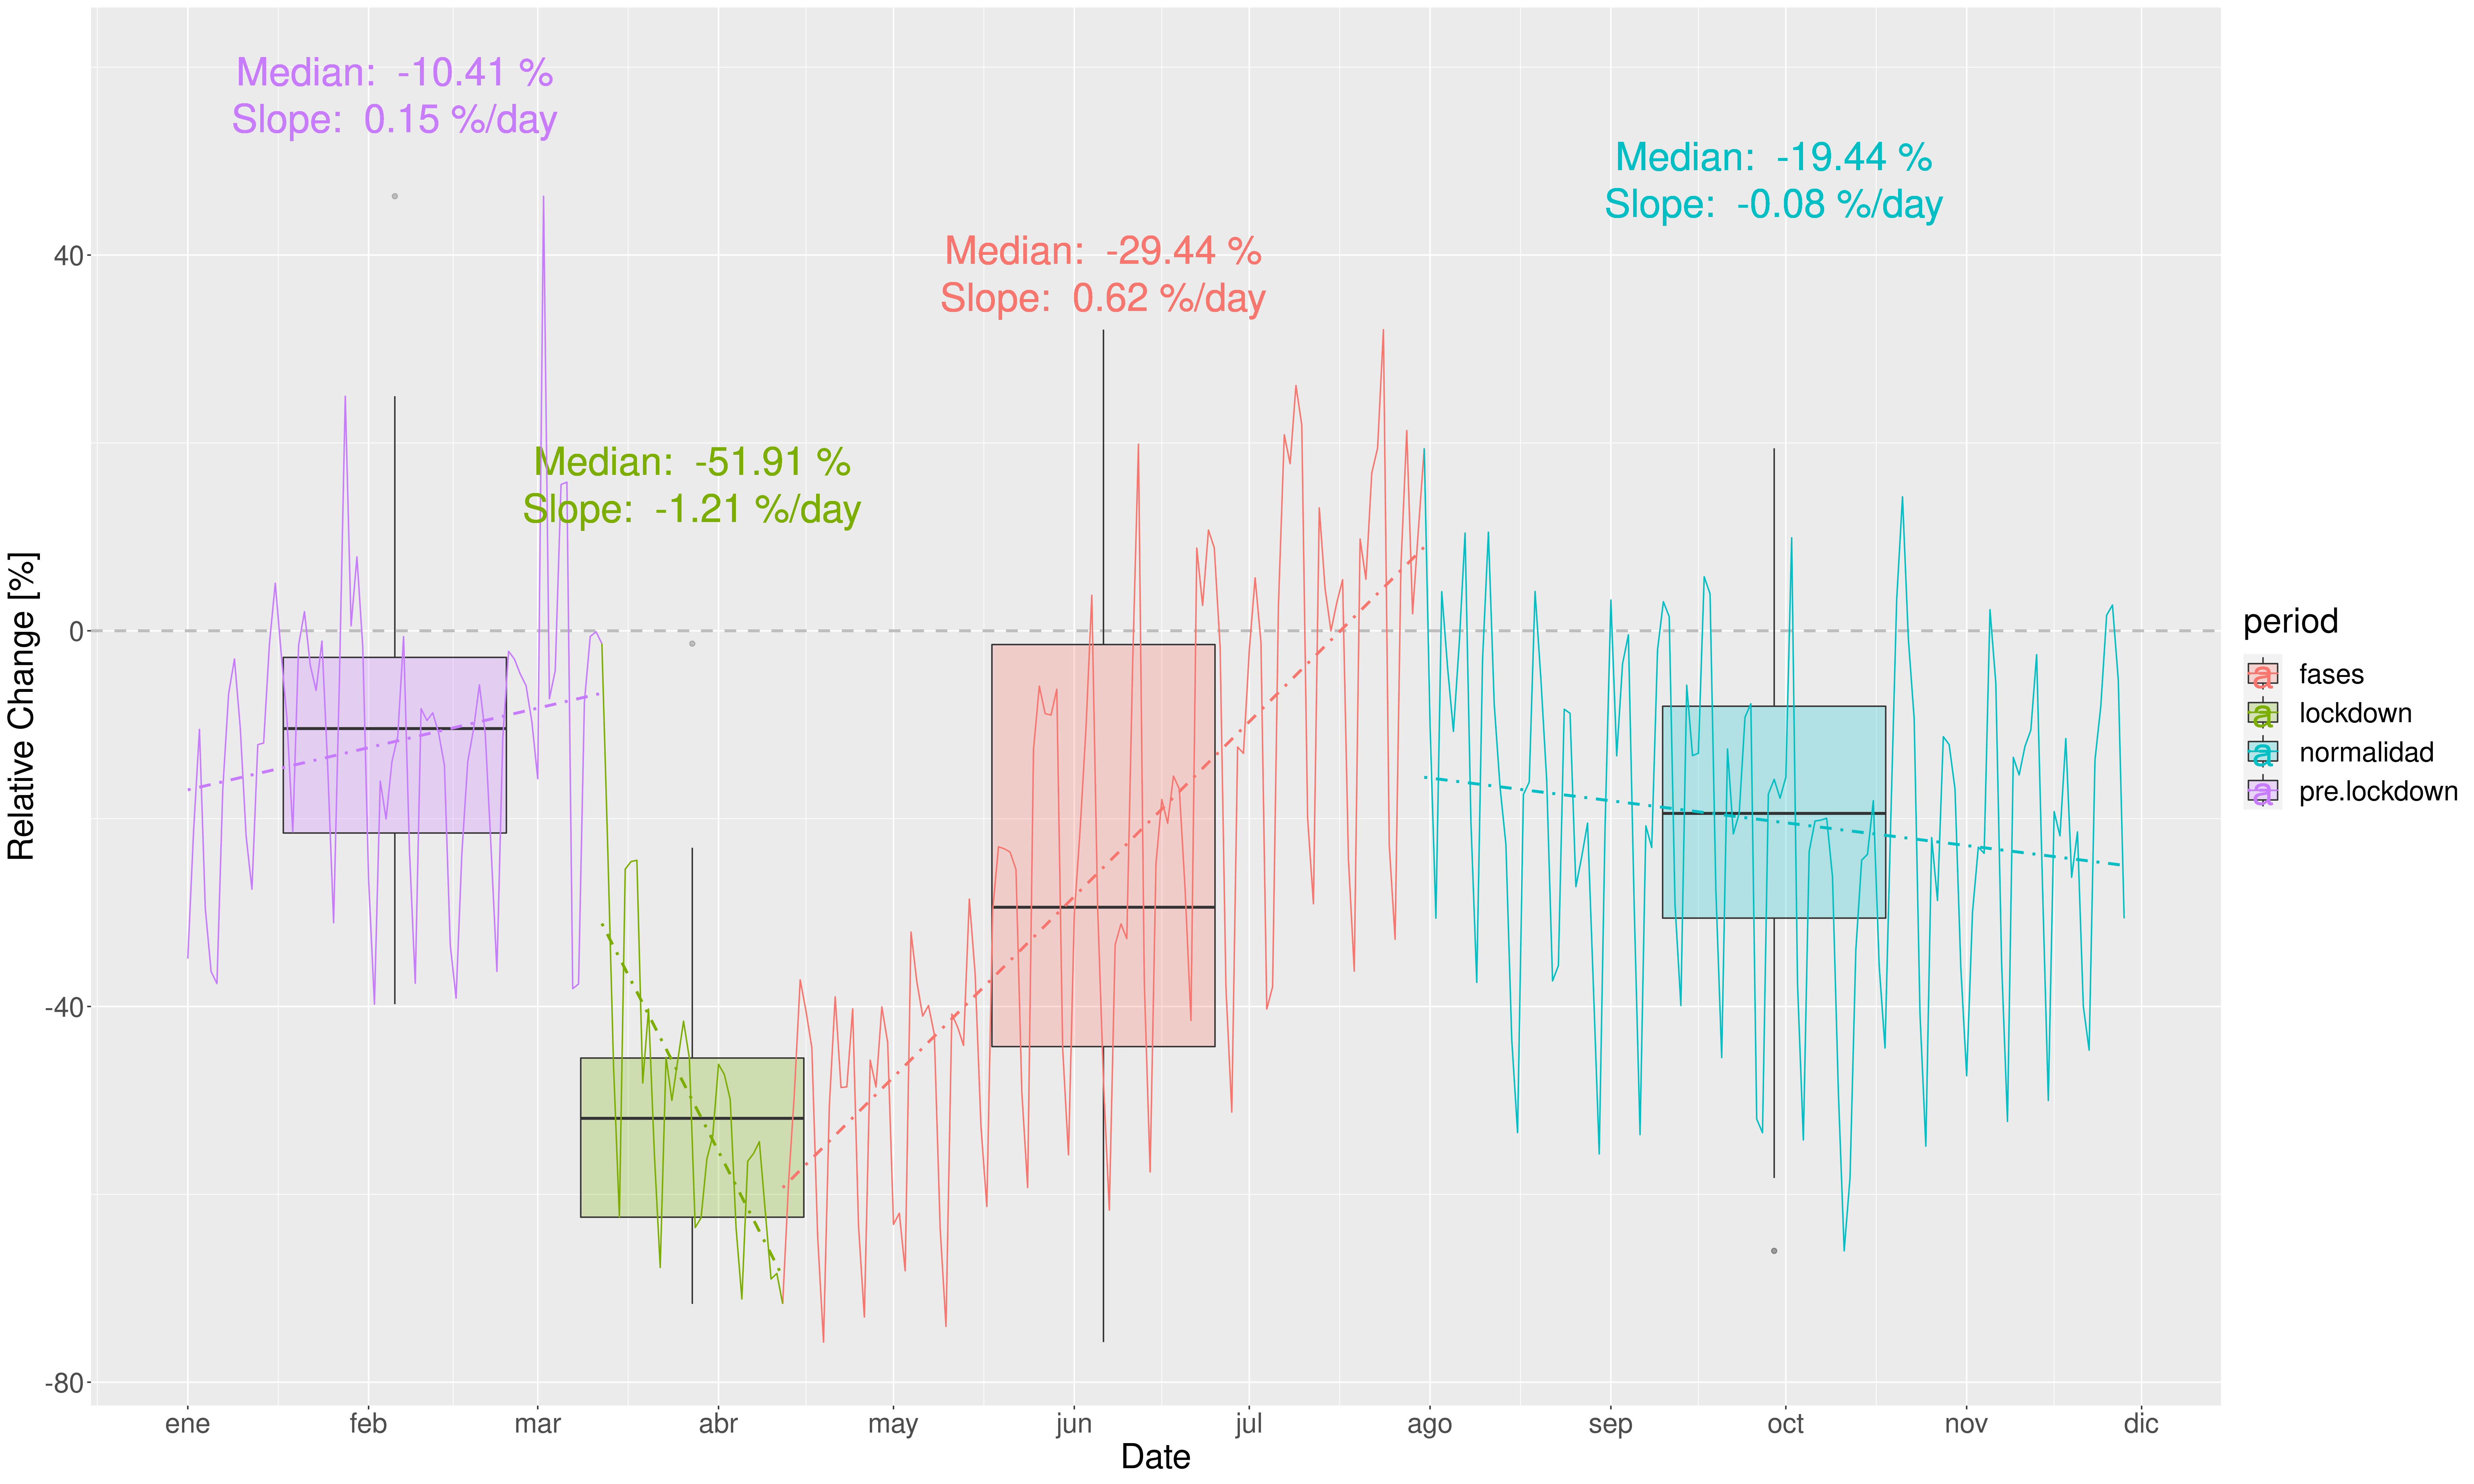 Median: -10.41 %
Slope: 0.15 %/day
Median: -19.44 %
Slope: -0.08 %/day
Median: -29.44 %
Slope: 0.62 %/day
Median: -51.91 %
Slope: -1.21 %/day
Relative Change [%]
40
0
-40
-80
ene feb mar abr may jun jul ago sep oct nov dic
Date
period
a fases
a lockdown
a normalidad
a pre.lockdown